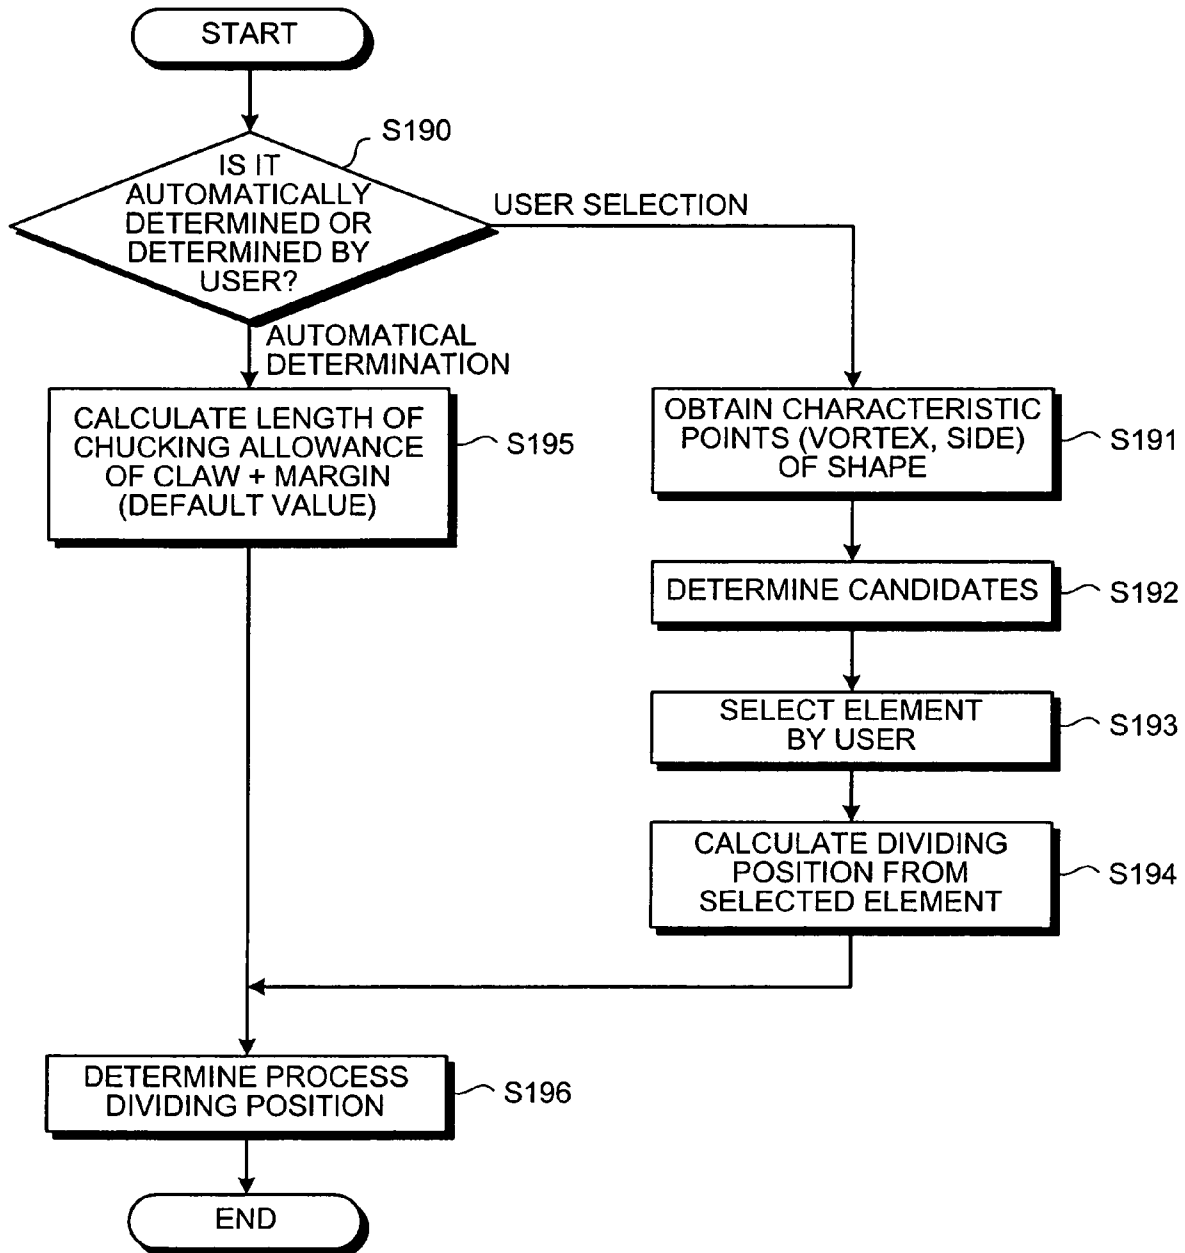 START
S190
IS IT
AUTOMATICALLY
DETERMINED OR
DETERMINED BY
USER?
USER SELECTION
AUTOMATICAL
DETERMINATION
CALCULATE LENGTH OF
CHUCKING ALLOWANCE
OF CLAW + MARGIN
(DEFAULT VALUE)
S195
OBTAIN CHARACTERISTIC
POINTS (VORTEX, SIDE)
OF SHAPE
S191
DETERMINE CANDIDATES
S192
SELECT ELEMENT
BY USER
S193
CALCULATE DIVIDING
POSITION FROM
SELECTED ELEMENT
S194
DETERMINE PROCESS
DIVIDING POSITION
S196
END